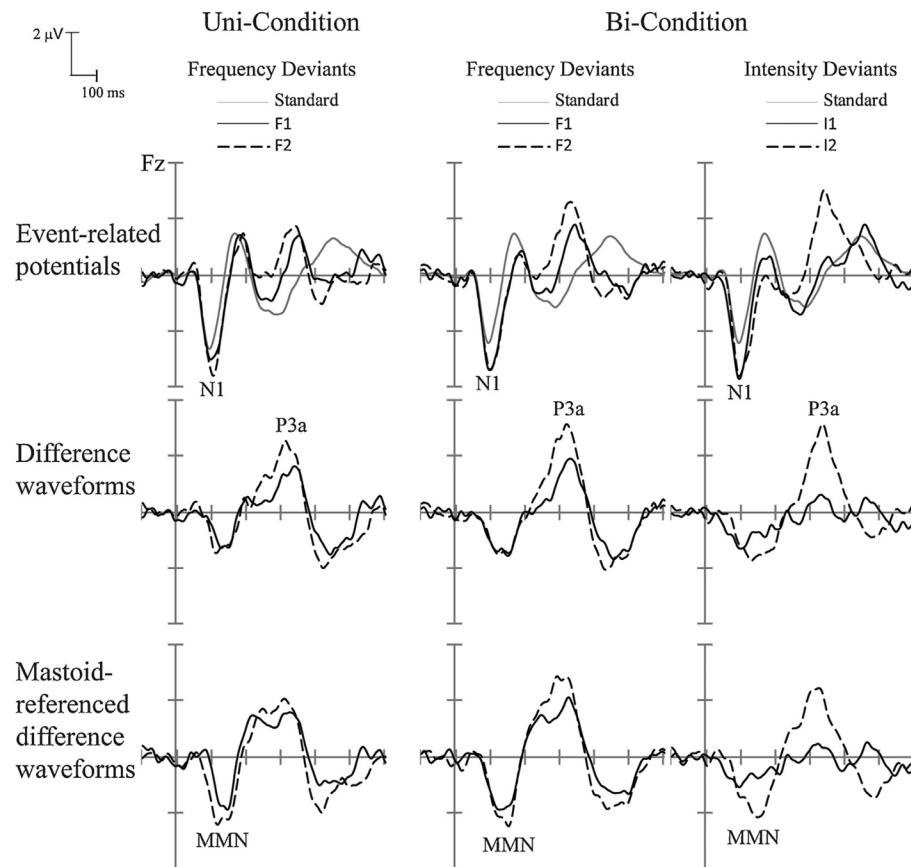 Uni-Condition
Bi-Condition
2 µV
100 ms
Frequency Deviants
Standard
F1
F2
Frequency Deviants
Standard
F1
F2
Intensity Deviants
Standard
I1
I2
Fz
Event-related
potentials
N1
N1
N1
Difference
waveforms
P3a
P3a
P3a
Mastoid-
referenced
difference
waveforms
MMN
MMN
MMN